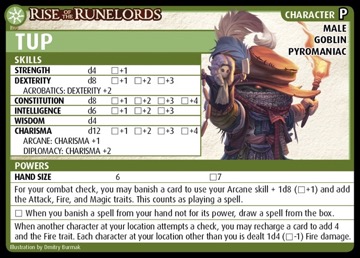 RISE OF THE RUNELORDS
CHARACTER P
TUP
MALE
GOBLIN
PYROMANIAC
SKILLS
STRENGTH d4 □+1
DEXTERITY d8 □+1 □+2 □+3
ACROBATICS: DEXTERITY +2
CONSTITUTION d8 □+1 □+2 □+3 □+4
INTELLIGENCE d6 □+1 □+2 □+3
WISDOM d4
CHARISMA d12 □+1 □+2 □+3 □+4
ARCANE: CHARISMA +1
DIPLOMACY: CHARISMA +2
POWERS
HAND SIZE 6 □7
For your combat check, you may banish a card to use your Arcane skill + 1d8 (□+1) and add
the Attack, Fire, and Magic traits. This counts as playing a spell.
□ When you banish a spell from your hand not for its power, draw a spell from the box.
When another character at your location attempts a check, you may recharge a card to add 4
and the Fire trait. Each character at your location other than you is dealt 1d4 (□-1) Fire damage.
Illustration by Dmitry Burmak